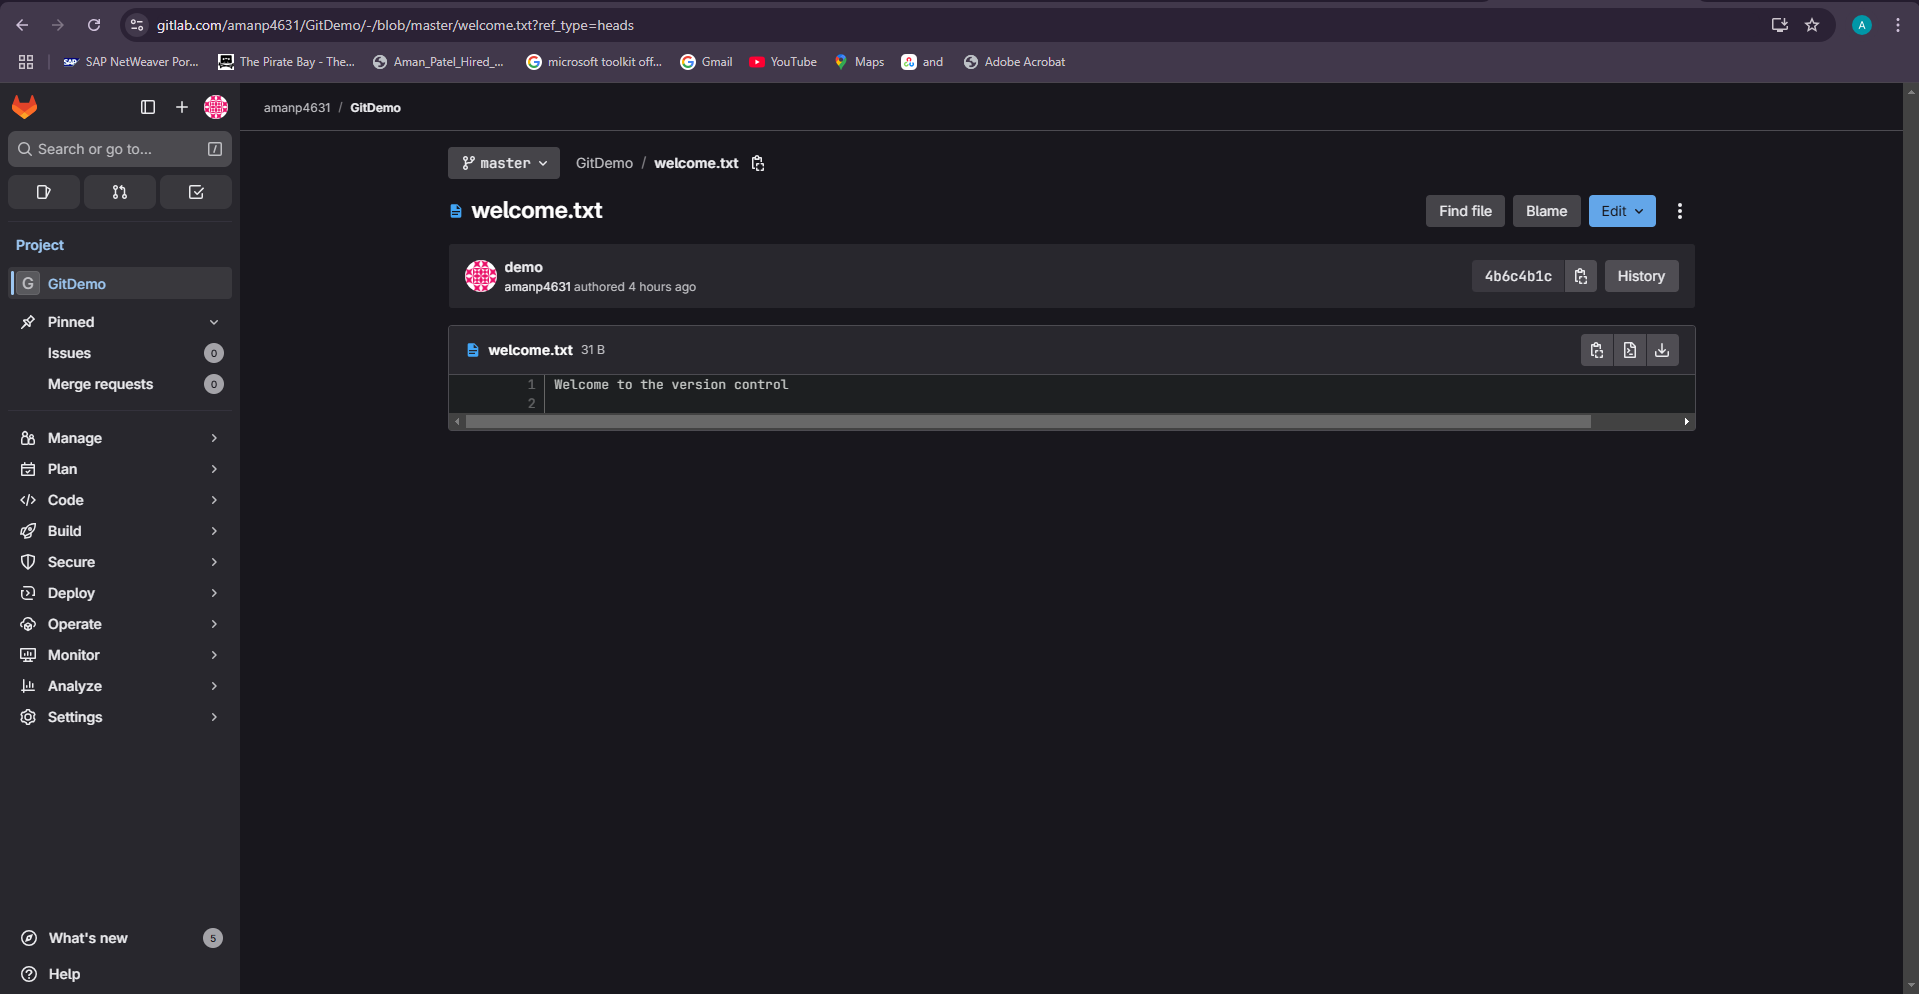 gitlab.com/amanp4631/GitDemo/-/blob/master/welcome.txt?ref_type=heads
A
SAP SAP NetWeaver Por... The Pirate Bay - The... Aman_Patel_Hired_... microsoft toolkit off... Gmail YouTube Maps and Adobe Acrobat
amanp4631 / GitDemo
Search or go to... /
Project
G GitDemo
Pinned
Issues 0
Merge requests 0
Manage
Plan
Code
Build
Secure
Deploy
Operate
Monitor
Analyze
Settings
What's new 5
Help
master GitDemo / welcome.txt
welcome.txt Find file Blame Edit
demo
amanp4631 authored 4 hours ago
4b6c4b1c History
welcome.txt 31 B
1 Welcome to the version control
2